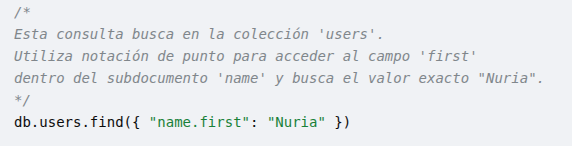 /*
Esta consulta busca en la colección 'users'.
Utiliza notación de punto para acceder al campo 'first'
dentro del subdocumento 'name' y busca el valor exacto "Nuria".
*/
db.users.find({ "name.first": "Nuria" })